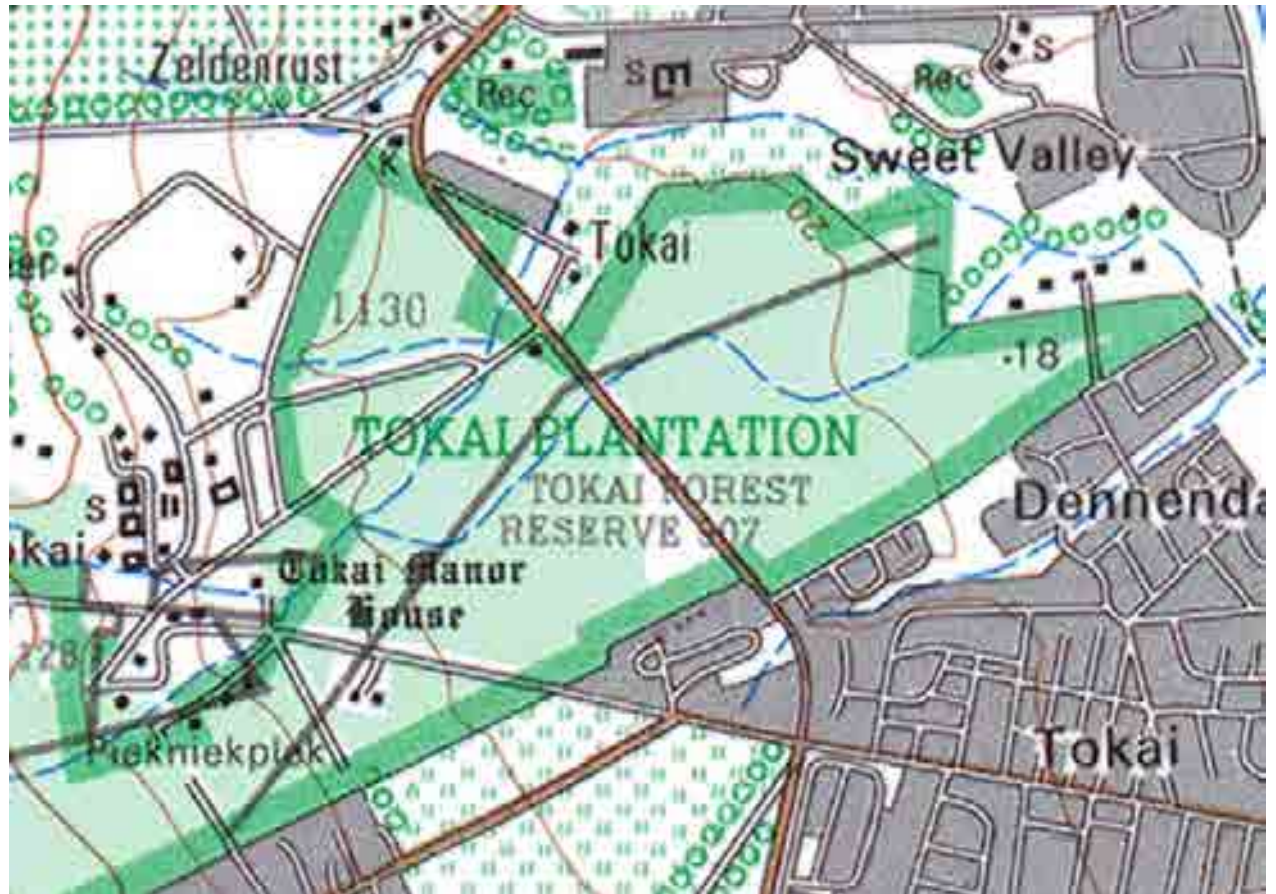 Zeldenrust
Rec
S
Rec
S
Sweet Valley
K
Tokai
20
1130
·18
TOKAI PLANTATION
TOKAI FOREST
RESERVE 907
Dennenda
S
okai
Tokai Manor
House
Piekniekplek
Tokai